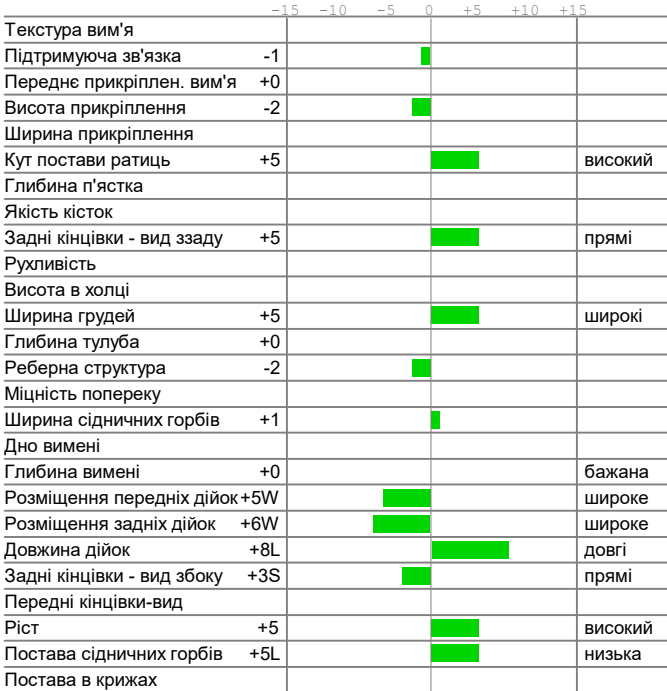 -15 -10 -5 0 +5 +10 +15
Текстура вим'я
Підтримуюча зв'язка -1
Переднє прикріплен. вим'я +0
Висота прикріплення -2
Ширина прикріплення
Кут постави ратиць +5 високий
Глибина п'ястка
Якість кісток
Задні кінцівки - вид ззаду +5 прямі
Рухливість
Висота в холці
Ширина грудей +5 широкі
Глибина тулуба +0
Реберна структура -2
Міцність попереку
Ширина сідничних горбів +1
Дно вимені
Глибина вимені +0 бажана
Розміщення передніх дійок +5W широке
Розміщення задніх дійок +6W широке
Довжина дійок +8L довгі
Задні кінцівки - вид збоку +3S прямі
Передні кінцівки-вид
Ріст +5 високий
Постава сідничних горбів +5L низька
Постава в крижах